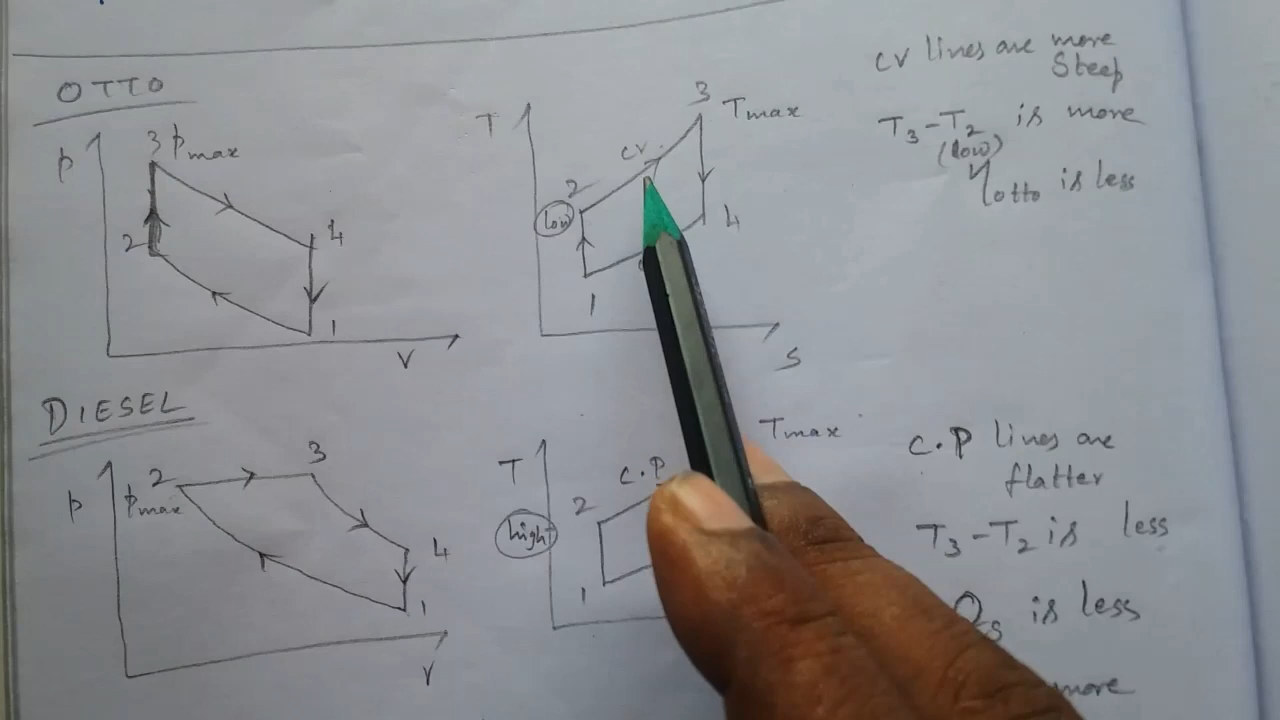 OTTO
p
3 pmax
2
4
1
V
T
3 Tmax
CV
2
low
4
1
S
CV lines are more
Steep
T3-T2 is more
(low)
ηotto is less
DIESEL
p
2
3
pmax
4
1
V
T
Tmax
C.P
2
high
1
C.P lines are
flatter
T3-T2 is less
Qs is less
more